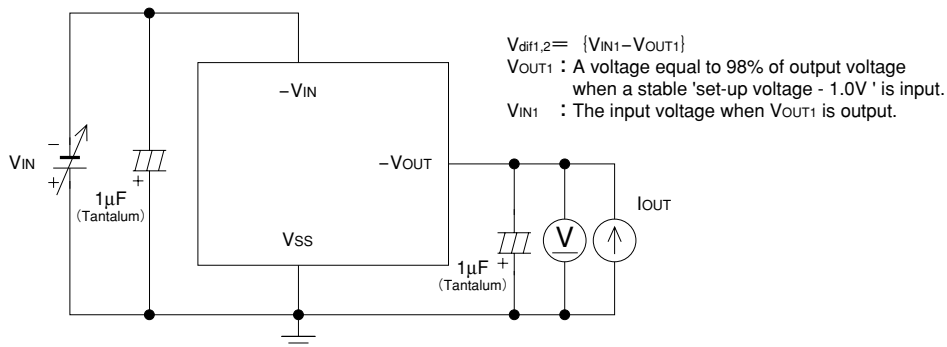 Vdif1,2= {VIN1−VOUT1}
VOUT1 : A voltage equal to 98% of output voltage
when a stable 'set-up voltage - 1.0V ' is input.
VIN1 : The input voltage when VOUT1 is output.
−VIN
−
VIN
+
+
1µF
(Tantalum)
−VOUT
VSS
IOUT
V
1µF
+
(Tantalum)